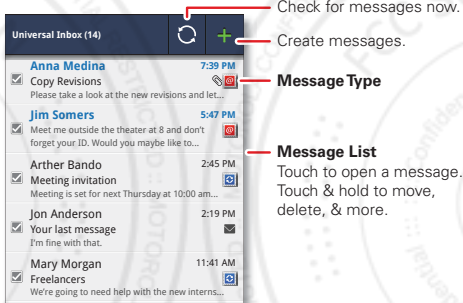 Check for messages now.
Universal Inbox (14)
Create messages.
Anna Medina 7:39 PM
Copy Revisions
Message Type
Please take a look at the new revisions and let...
Jim Somers 5:47 PM
Meet me outside the theater at 8 and don't
forget your ID. Would you maybe like to...
Message List
Arther Bando 2:45 PM
Touch to open a message.
Meeting invitation
Touch & hold to move,
Meeting is set for next Thursday at 10:00 am...
delete, & more.
Jon Anderson 2:19 PM
Your last message
I'm fine with that.
Mary Morgan 11:41 AM
Freelancers
We're going to need help with the new interns...